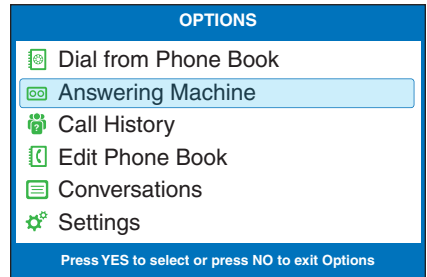 OPTIONS
Dial from Phone Book
Answering Machine
Call History
Edit Phone Book
Conversations
Settings
Press YES to select or press NO to exit Options